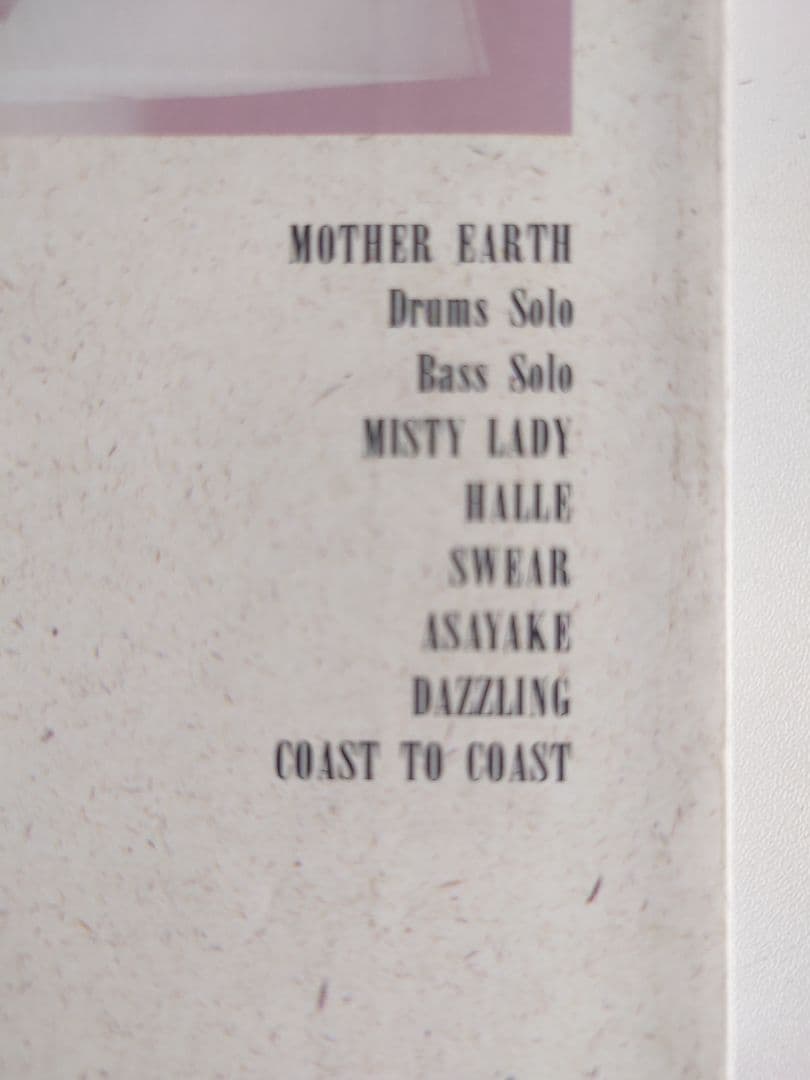 MOTHER EARTH
Drums Solo
Bass Solo
MISTY LADY
HALLE
SWEAR
ASAYAKE
DAZZLING
COAST TO COAST